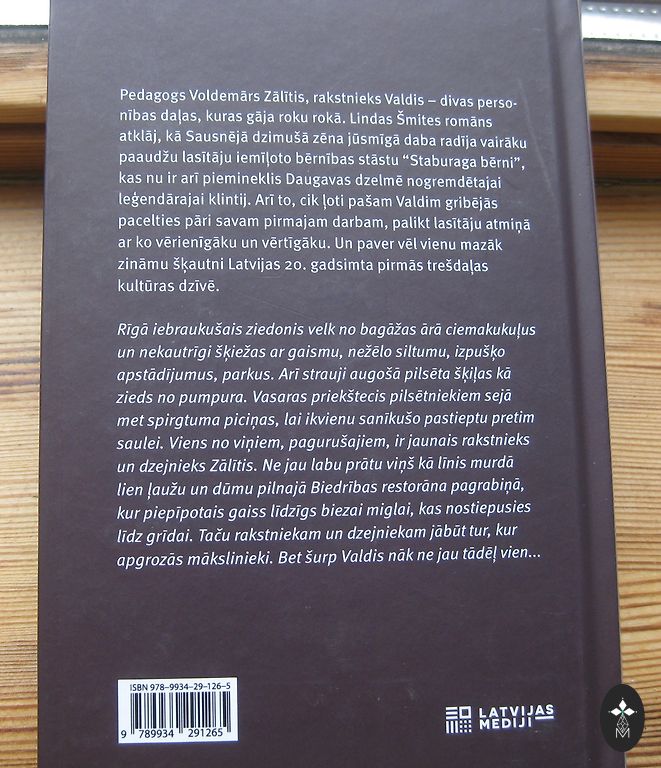 Pedagogs Voldemārs Zālītis, rakstnieks Valdis – divas perso-
nības daļas, kuras gāja roku rokā. Lindas Šmites romāns
atklāj, kā Sausnējā dzimušā zēna jūsmīgā daba radīja vairāku
paaudžu lasītāju iemīļoto bērnības stāstu “Staburaga bērni”,
kas nu ir arī piemineklis Daugavas dzelmē nogremdētajai
leģendārajai klintij. Arī to, cik ļoti pašam Valdim gribējās
pacelties pāri savam pirmajam darbam, palikt lasītāju atmiņā
ar ko vērienīgāku un vērtīgāku. Un paver vēl vienu mazāk
zināmu šķautni Latvijas 20. gadsimta pirmās trešdaļas
kultūras dzīvē.
Rīgā iebraukušais ziedonis velk no bagāžas ārā ciemakukuļus
un nekautrīgi šķiežas ar gaismu, nežēlo siltumu, izpušķo
apstādījumus, parkus. Arī strauji augošā pilsēta šķiļas kā
zieds no pumpura. Vasaras priekštecis pilsētniekiem sejā
met spirgtuma piciņas, lai ikvienu sanīkušo pastieptu pretim
saulei. Viens no viņiem, pagurušajiem, ir jaunais rakstnieks
un dzejnieks Zālītis. Ne jau labu prātu viņš kā līnis murdā
lien ļaužu un dūmu pilnajā Biedrības restorāna pagrabiņā,
kur piepīpotais gaiss līdzīgs biezai miglai, kas nostiepusies
līdz grīdai. Taču rakstniekam un dzejniekam jābūt tur, kur
apgrozās mākslinieki. Bet šurp Valdis nāk ne jau tādēļ vien...
ISBN 978-9934-29-126-5
9 789934 291265
LATVIJAS
MEDIJI
M